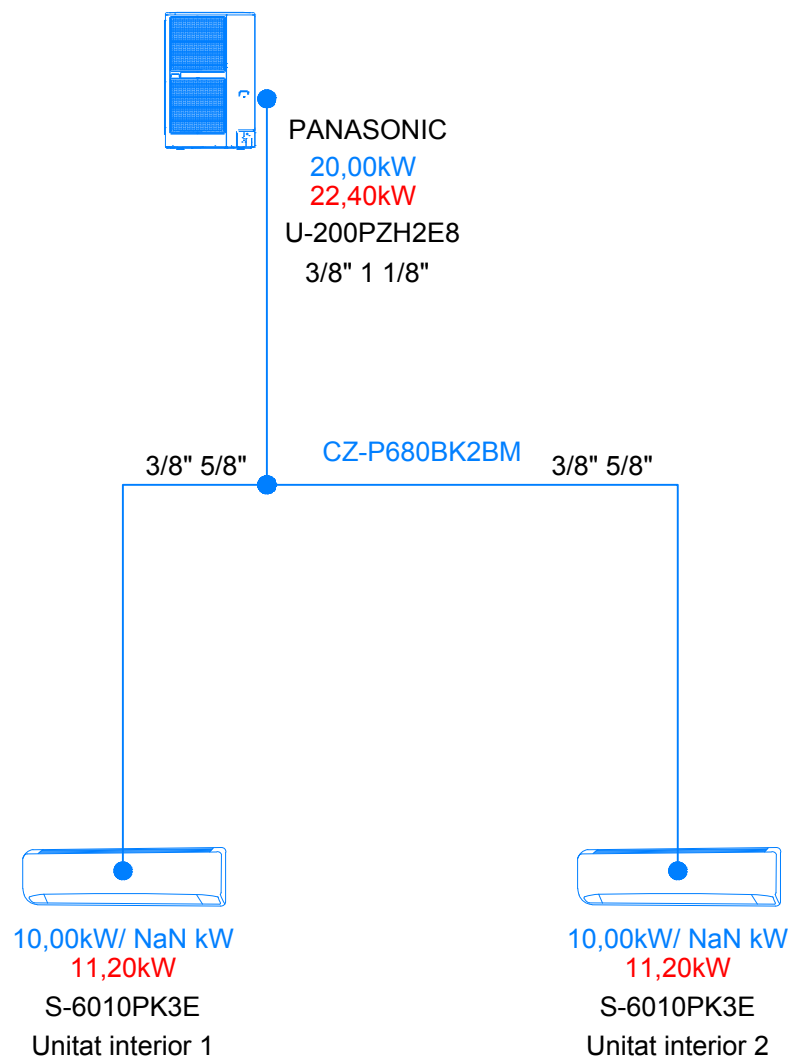 PANASONIC
20,00kW
22,40kW
U-200PZH2E8
3/8" 1 1/8"
3/8" 5/8"
CZ-P680BK2BM
3/8" 5/8"
10,00kW/ NaN kW
11,20kW
S-6010PK3E
Unitat interior 1
10,00kW/ NaN kW
11,20kW
S-6010PK3E
Unitat interior 2